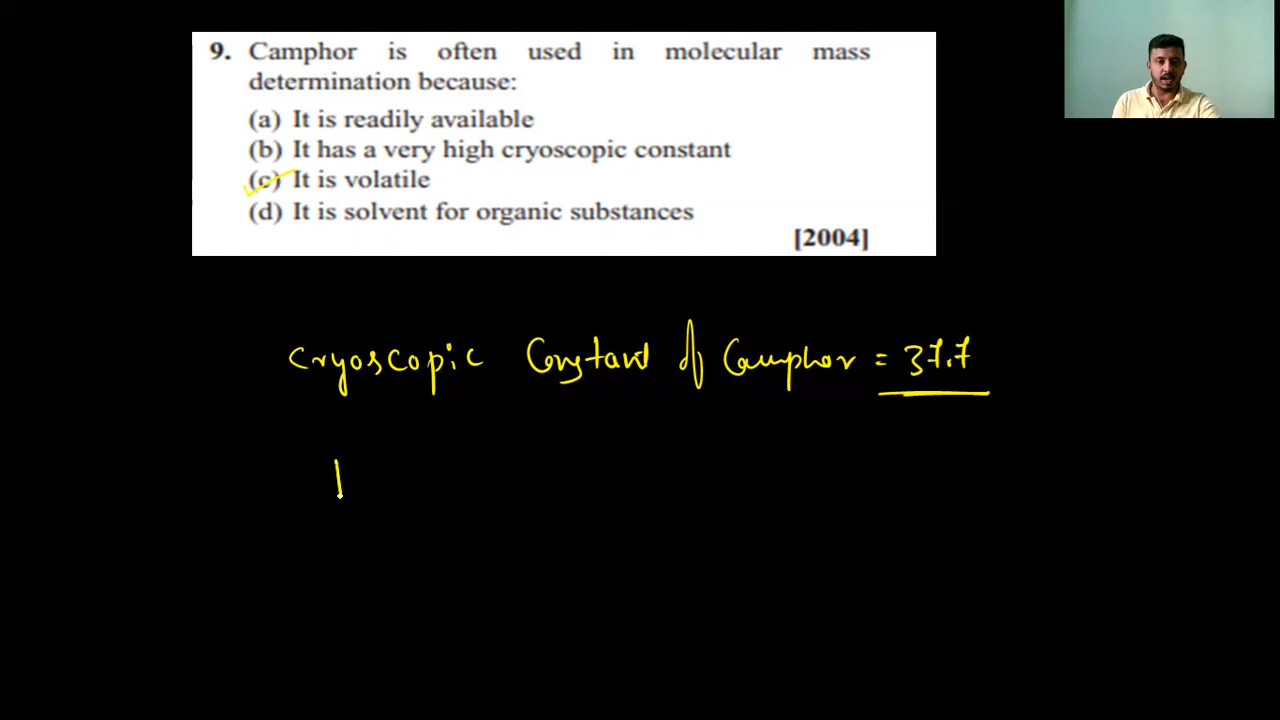 9. Camphor is often used in molecular mass
determination because:
(a) It is readily available
(b) It has a very high cryoscopic constant
(c) It is volatile
(d) It is solvent for organic substances
[2004]
Cryoscopic Constant of Camphor = 37.7